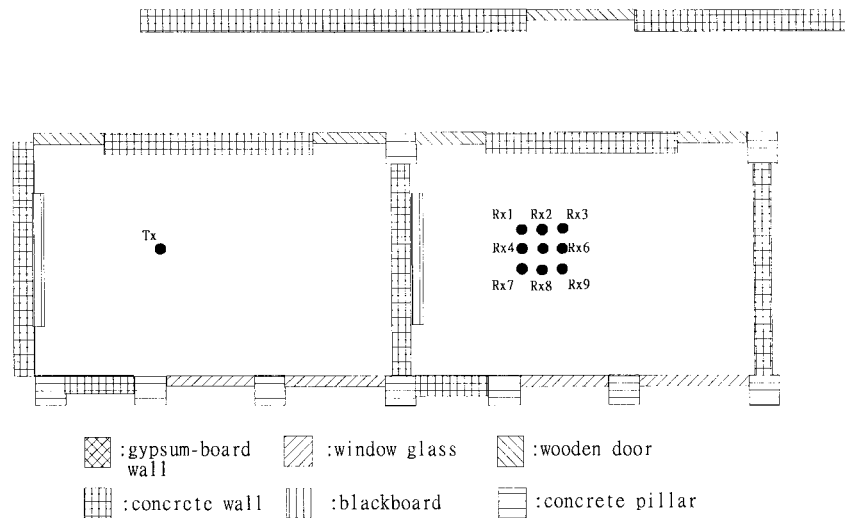 Tx
Rx1 Rx2 Rx3
Rx4 Rx6
Rx7 Rx8 Rx9
:gypsum-board wall
:window glass
:wooden door
:concrete wall
:blackboard
:concrete pillar